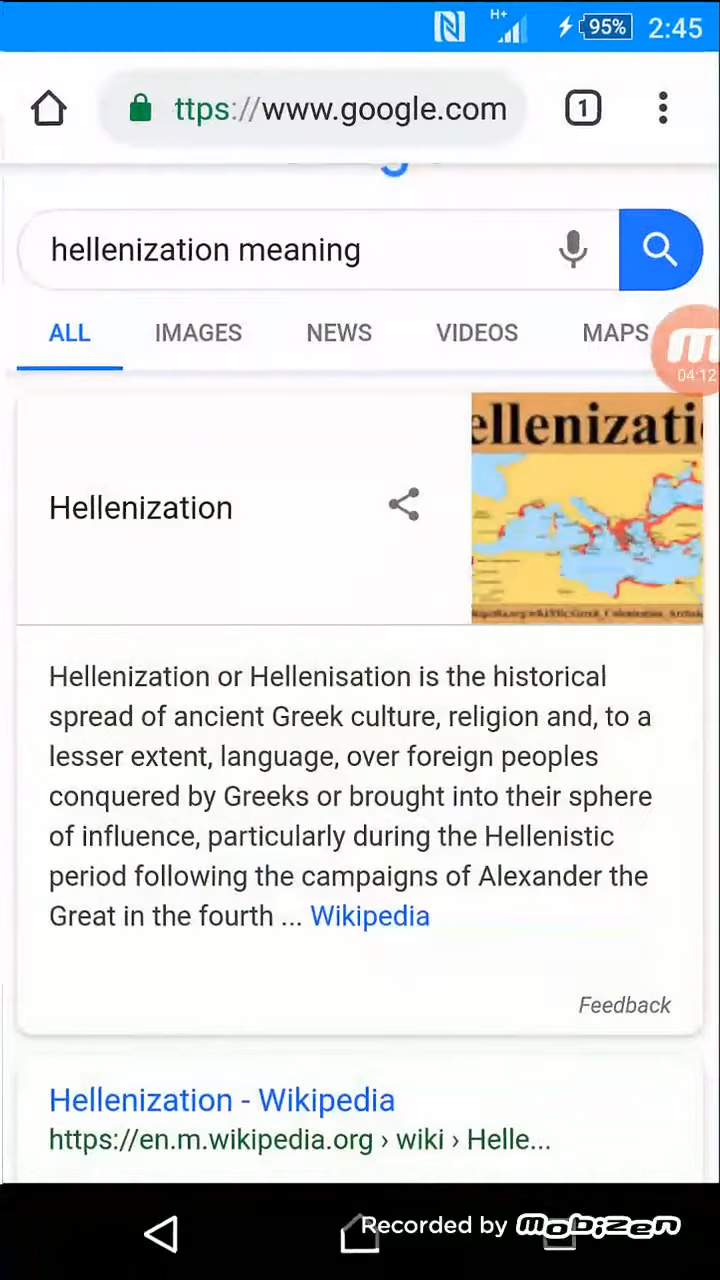 H+
95%
2:45
ttps://www.google.com
1
hellenization meaning
ALL IMAGES NEWS VIDEOS MAPS
m
04:12
ellenizati
Hellenization
Hellenization or Hellenisation is the historical
spread of ancient Greek culture, religion and, to a
lesser extent, language, over foreign peoples
conquered by Greeks or brought into their sphere
of influence, particularly during the Hellenistic
period following the campaigns of Alexander the
Great in the fourth ... Wikipedia
Feedback
Hellenization - Wikipedia
https://en.m.wikipedia.org › wiki › Helle...
Recorded by Mobizen